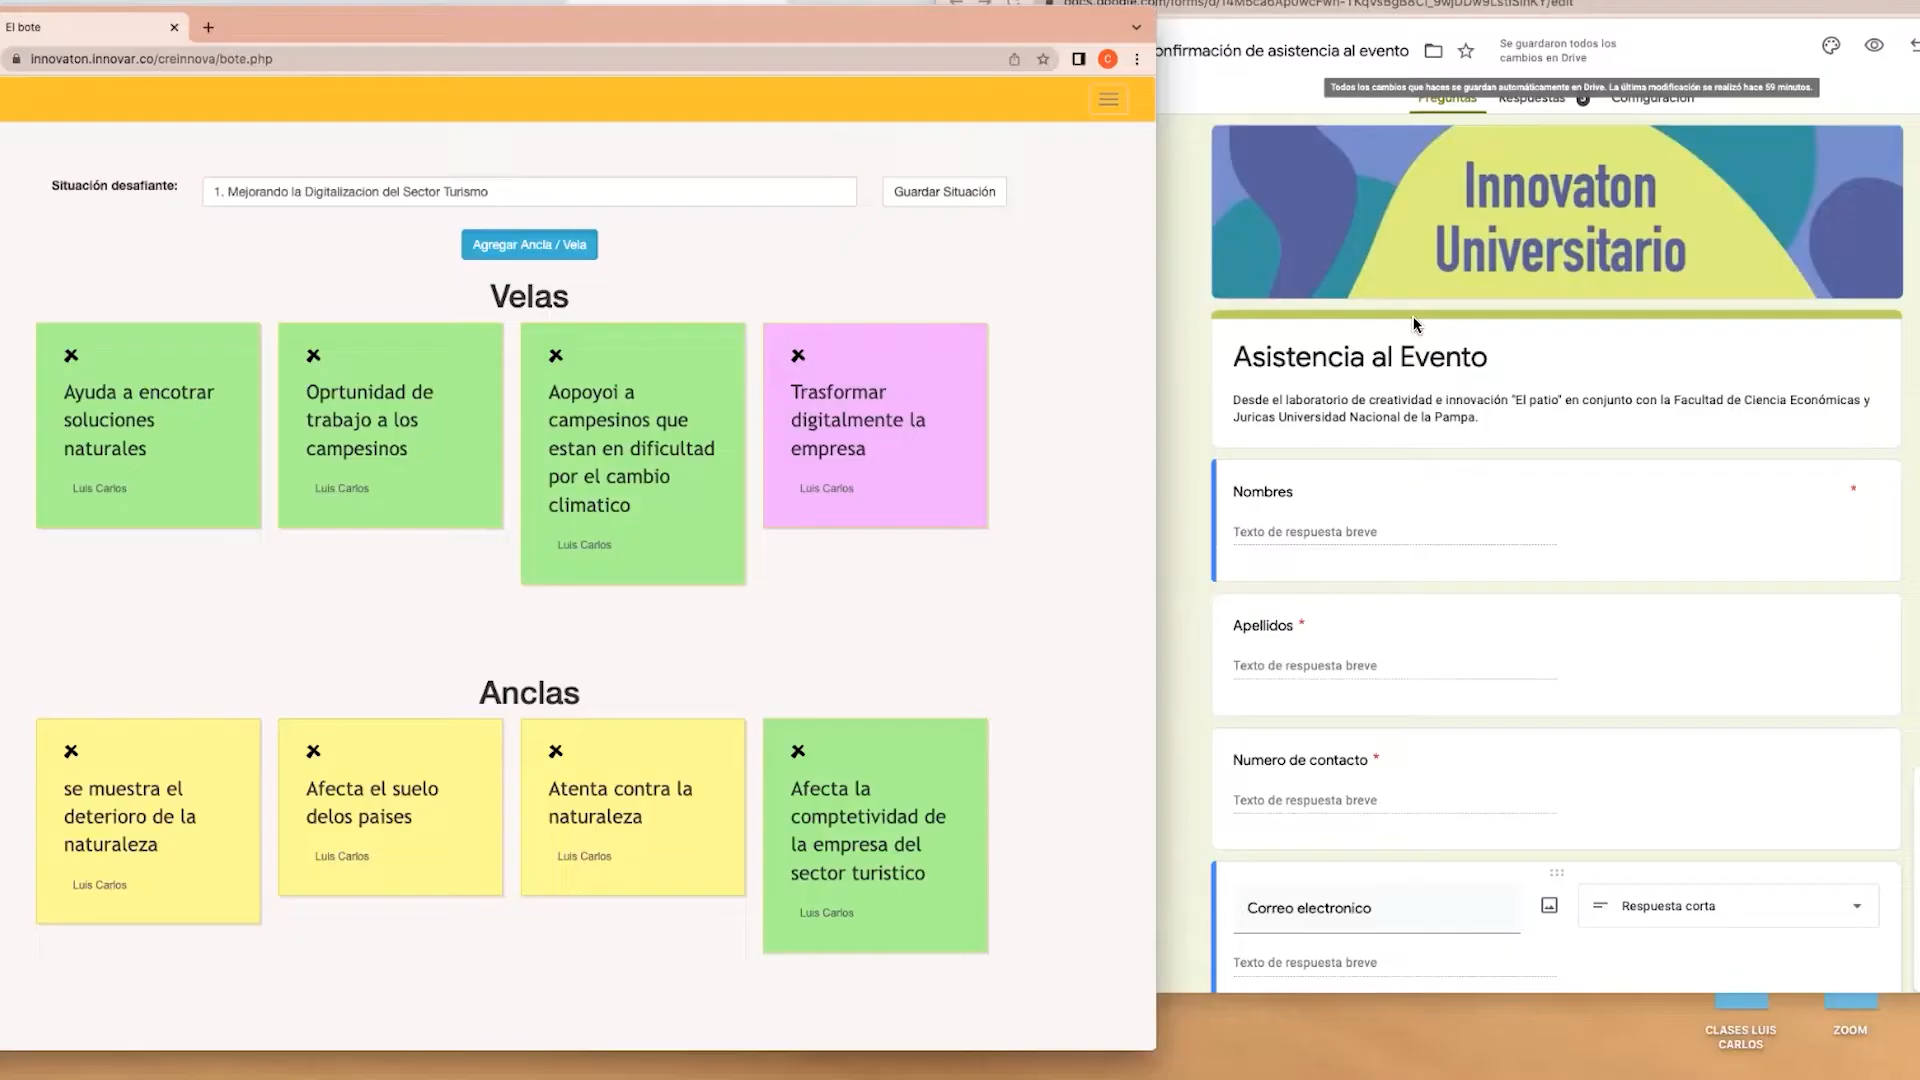 El bote
innovaton.innovar.co/creinnova/bote.php
C
Situación desafiante:
1. Mejorando la Digitalizacion del Sector Turismo
Guardar Situación
Agregar Ancla / Vela
Velas
Ayuda a encotrar
soluciones
naturales
Luis Carlos
Oprtunidad de
trabajo a los
campesinos
Luis Carlos
Aopoyoi a
campesinos que
estan en dificultad
por el cambio
climatico
Luis Carlos
Trasformar
digitalmente la
empresa
Luis Carlos
Anclas
se muestra el
deterioro de la
naturaleza
Luis Carlos
Afecta el suelo
delos paises
Luis Carlos
Atenta contra la
naturaleza
Luis Carlos
Afecta la
comptetividad de
la empresa del
sector turistico
Luis Carlos
onfirmación de asistencia al evento
Se guardaron todos los
cambios en Drive
Todos los cambios que haces se guardan automáticamente en Drive. La última modificación se realizó hace 59 minutos.
Preguntas
Respuestas
Configuración
Innovaton
Universitario
Asistencia al Evento
Desde el laboratorio de creatividad e innovación "El patio" en conjunto con la Facultad de Ciencia Económicas y
Juricas Universidad Nacional de la Pampa.
Nombres *
Texto de respuesta breve
Apellidos *
Texto de respuesta breve
Numero de contacto *
Texto de respuesta breve
Correo electronico
Respuesta corta
Texto de respuesta breve
CLASES LUIS
CARLOS
ZOOM